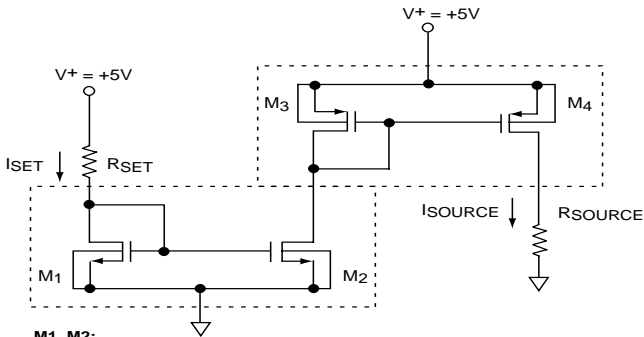 V+ = +5V
V+ = +5V
M3
M4
ISET
RSET
ISOURCE
RSOURCE
M1
M2
M1, M2: